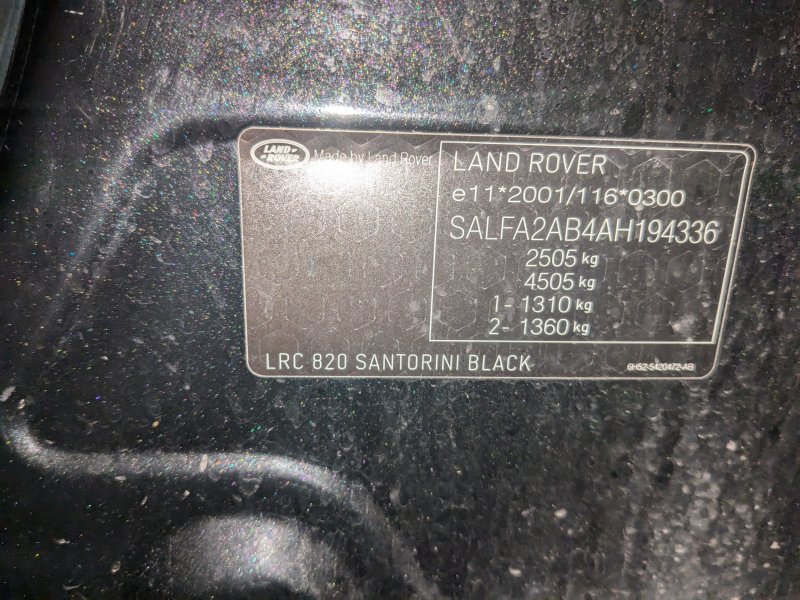 LAND ROVER
Made by Land Rover
LAND ROVER
e11*2001/116*0300
SALFA2AB4AH194336
2505 kg
4505 kg
1- 1310 kg
2- 1360 kg
LRC 820 SANTORINI BLACK
6H52-5420472-AB